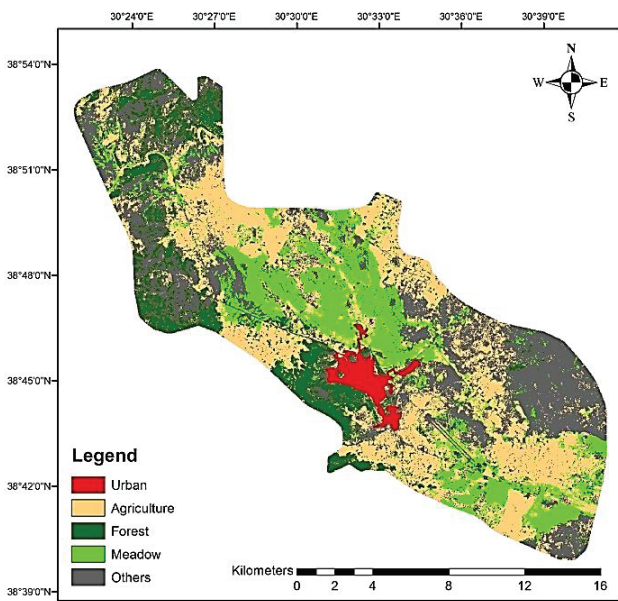 30°24'0"E 30°27'0"E 30°30'0"E 30°33'0"E 30°36'0"E 30°39'0"E
38°54'0"N
N
W E
S
38°51'0"N
38°48'0"N
38°45'0"N
38°42'0"N
38°39'0"N
Legend
Urban
Agriculture
Forest
Meadow
Others
Kilometers
0 2 4 8 12 16